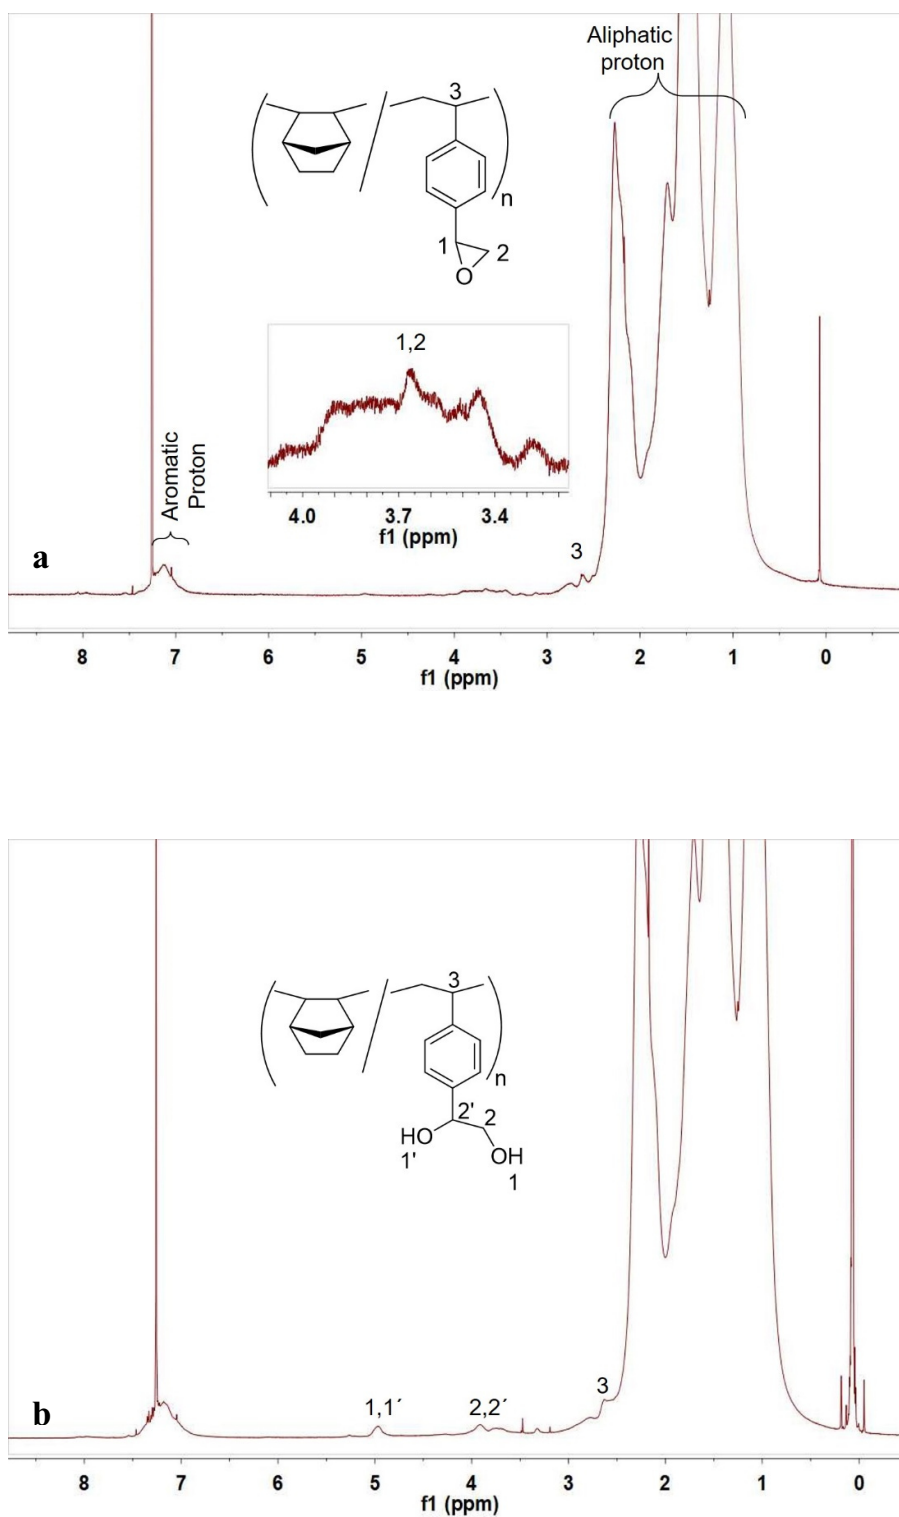 Aliphatic
proton
3
n
1
2
O
1,2
4.0 3.7 3.4
f1 (ppm)
Aromatic
Proton
3
a
8 7 6 5 4 3 2 1 0
f1 (ppm)
3
n
2'
2
HO
1'
OH
1
3
1,1´
2,2´
b
8 7 6 5 4 3 2 1 0
f1 (ppm)